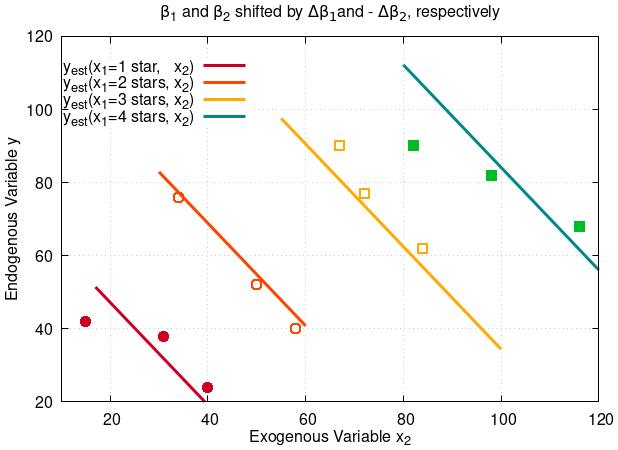 β₁ and β₂ shifted by Δβ₁and - Δβ₂, respectively
120
100
80
60
40
20
Endogenous Variable y
yest(x₁=1 star, x₂)
yest(x₁=2 stars, x₂)
yest(x₁=3 stars, x₂)
yest(x₁=4 stars, x₂)
20 40 60 80 100 120
Exogenous Variable x₂